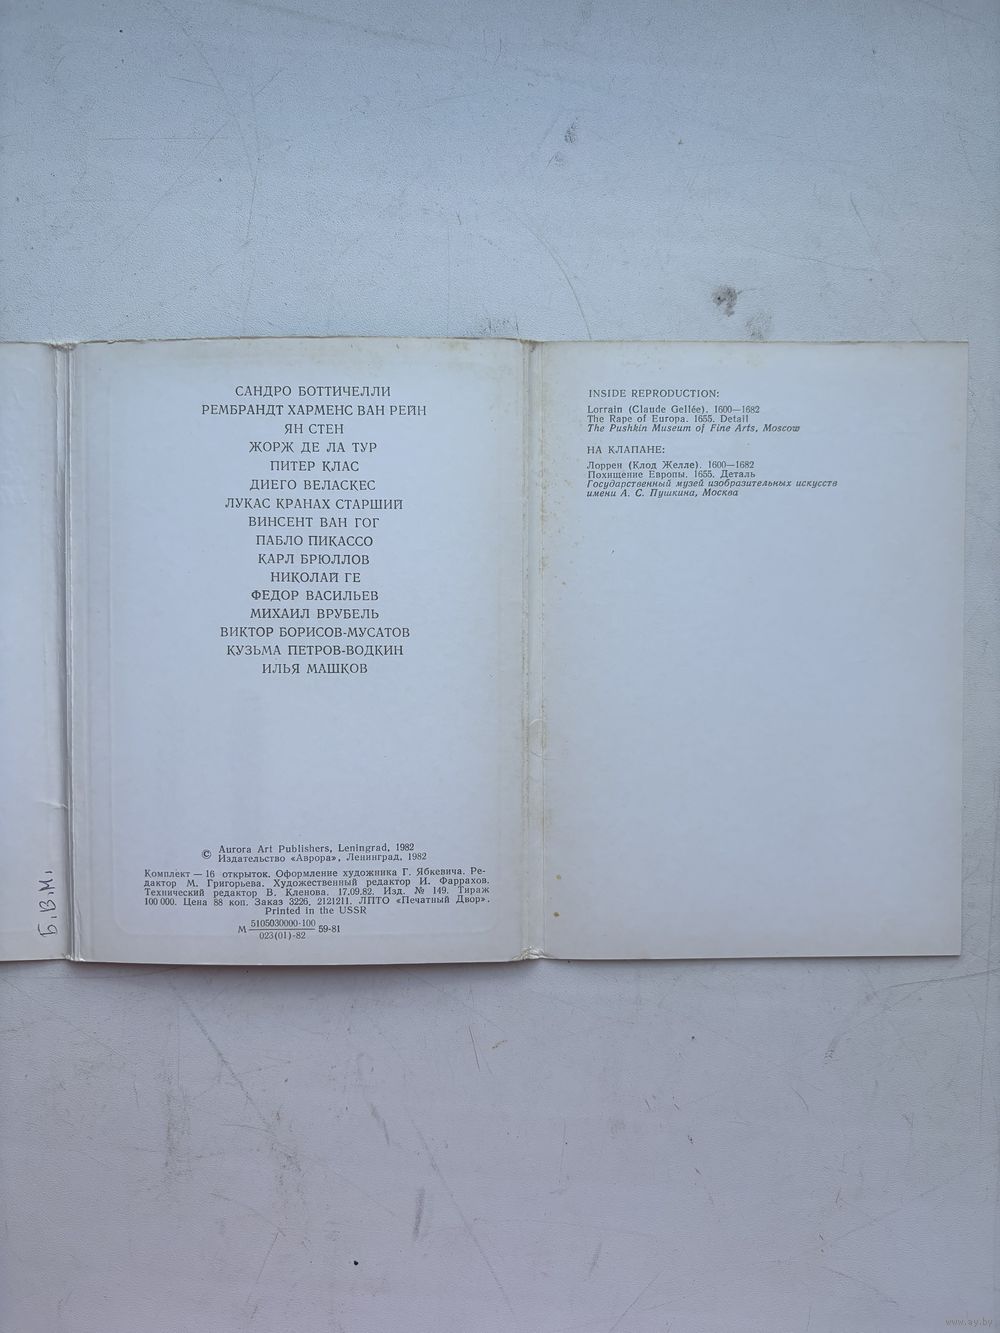 САНДРО БОТТИЧЕЛЛИ
РЕМБРАНДТ ХАРМЕНС ВАН РЕЙН
ЯН СТЕН
ЖОРЖ ДЕ ЛА ТУР
ПИТЕР КЛАС
ДИЕГО ВЕЛАСКЕС
ЛУКАС КРАНАХ СТАРШИЙ
ВИНСЕНТ ВАН ГОГ
ПАБЛО ПИКАССО
КАРЛ БРЮЛЛОВ
НИКОЛАЙ ГЕ
ФЕДОР ВАСИЛЬЕВ
МИХАИЛ ВРУБЕЛЬ
ВИКТОР БОРИСОВ-МУСАТОВ
КУЗЬМА ПЕТРОВ-ВОДКИН
ИЛЬЯ МАШКОВ
© Aurora Art Publishers, Leningrad, 1982
Издательство «Аврора», Ленинград, 1982
Комплект — 16 открыток. Оформление художника Г. Ябкевича. Ре-
дактор М. Григорьева. Художественный редактор И. Фаррахов.
Технический редактор В. Кленова. 17.09.82. Изд. № 149. Тираж
100 000. Цена 88 коп. Заказ 3226, 2121211. ЛПТО «Печатный Двор».
Printed in the USSR
М 5105030000-100 59-81
023(01)-82
Б.В.М.
INSIDE REPRODUCTION:
Lorrain (Claude Gellée). 1600—1682
The Rape of Europa. 1655. Detail
The Pushkin Museum of Fine Arts, Moscow
НА КЛАПАНЕ:
Лоррен (Клод Желле). 1600—1682
Похищение Европы. 1655. Деталь
Государственный музей изобразительных искусств
имени А. С. Пушкина, Москва
www.ay.by